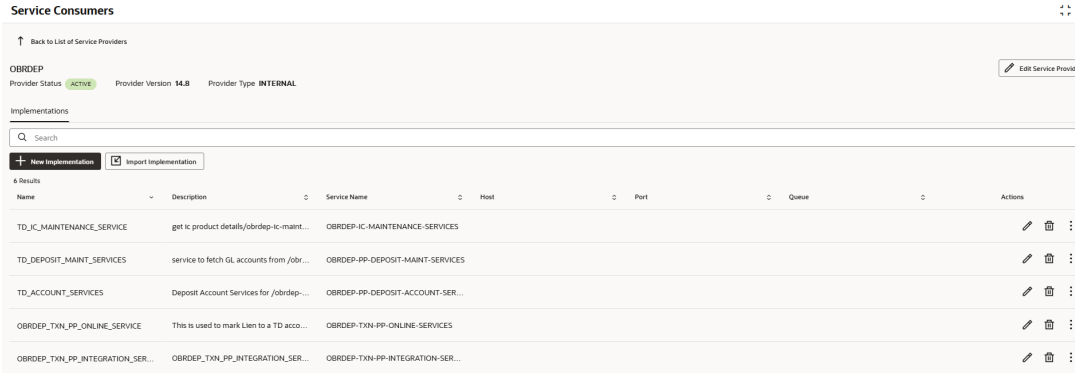 Service Consumers
Back to List of Service Providers
OBRDEP
Edit Service Provid
Provider Status ACTIVE Provider Version 14.8 Provider Type INTERNAL
Implementations
Search
New Implementation Import Implementation
6 Results
Name Description Service Name Host Port Queue Actions
TD_IC_MAINTENANCE_SERVICE get ic product details/obrdep-ic-maint... OBRDEP-IC-MAINTENANCE-SERVICES
TD_DEPOSIT_MAINT_SERVICES service to fetch GL accounts from /obr... OBRDEP-PP-DEPOSIT-MAINT-SERVICES
TD_ACCOUNT_SERVICES Deposit Account Services for /obrdep-... OBRDEP-PP-DEPOSIT-ACCOUNT-SER...
OBRDEP_TXN_PP_ONLINE_SERVICE This is used to mark Lien to a TD acco... OBRDEP-TXN-PP-ONLINE-SERVICES
OBRDEP_TXN_PP_INTEGRATION_SER... OBRDEP_TXN_PP_INTEGRATION_SER... OBRDEP-TXN-PP-INTEGRATION-SER...